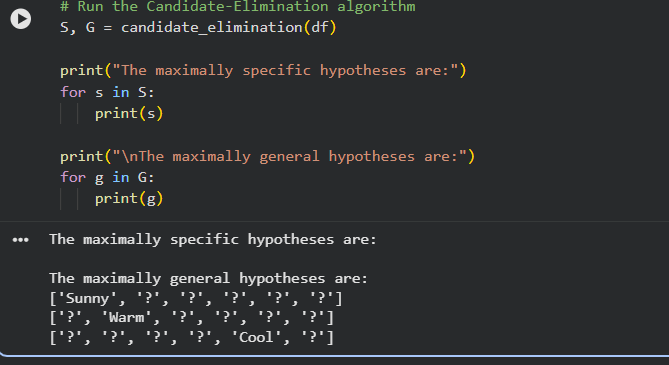 # Run the Candidate-Elimination algorithm
S, G = candidate_elimination(df)
print("The maximally specific hypotheses are:")
for s in S:
print(s)
print("\nThe maximally general hypotheses are:")
for g in G:
print(g)
The maximally specific hypotheses are:
The maximally general hypotheses are:
['Sunny', '?', '?', '?', '?', '?']
['?', 'Warm', '?', '?', '?', '?']
['?', '?', '?', '?', 'Cool', '?']